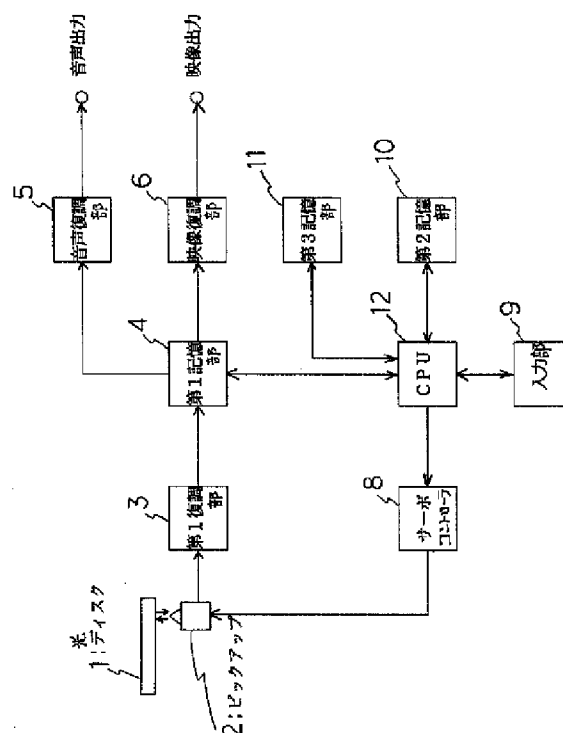 光
1:ディスク
2;ピックアップ
3
第1復調
部
4
第1記憶
部
5
音声復調
部
音声出力
6
映像復調
部
映像出力
11
第3記憶
部
10
第2記憶
部
12
CPU
9
入力部
8
サーボ
コントローラ